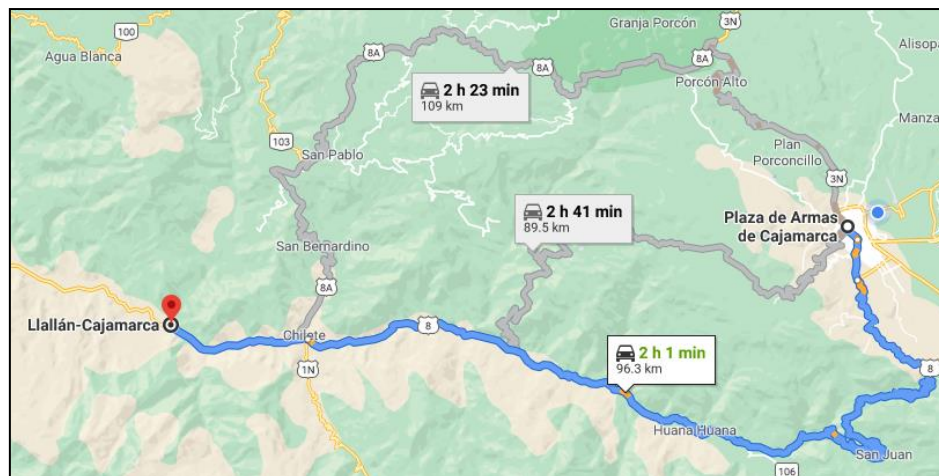 Granja Porcón
3N
100
Agua Blanca
8A
8A
8A
Alisopa
2 h 23 min
109 km
Porcón Alto
Manza
103
San Pablo
Plan
Porconcillo
3N
2 h 41 min
89.5 km
Plaza de Armas
de Cajamarca
San Bernardino
8A
Llallán-Cajamarca
Chilete
8
2 h 1 min
96.3 km
1N
8
Huana Huana
San Juan
106